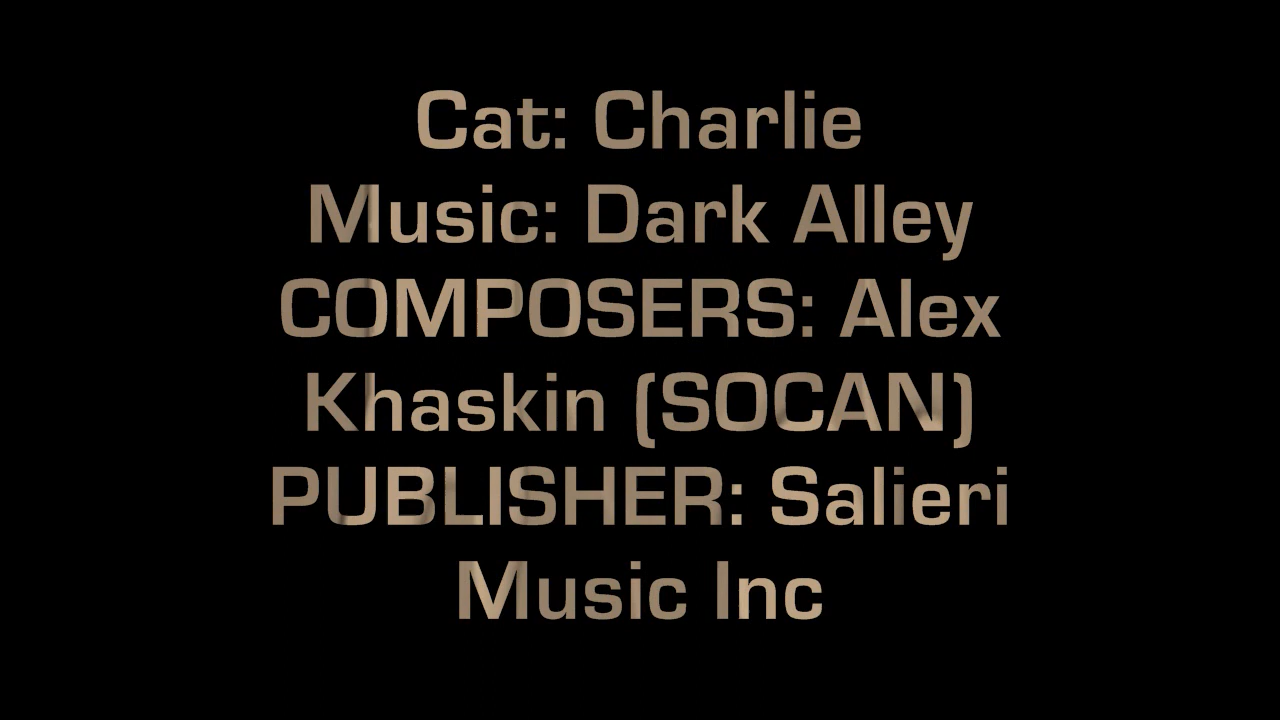 Cat: Charlie
Music: Dark Alley
COMPOSERS: Alex
Khaskin (SOCAN)
PUBLISHER: Salieri
Music Inc